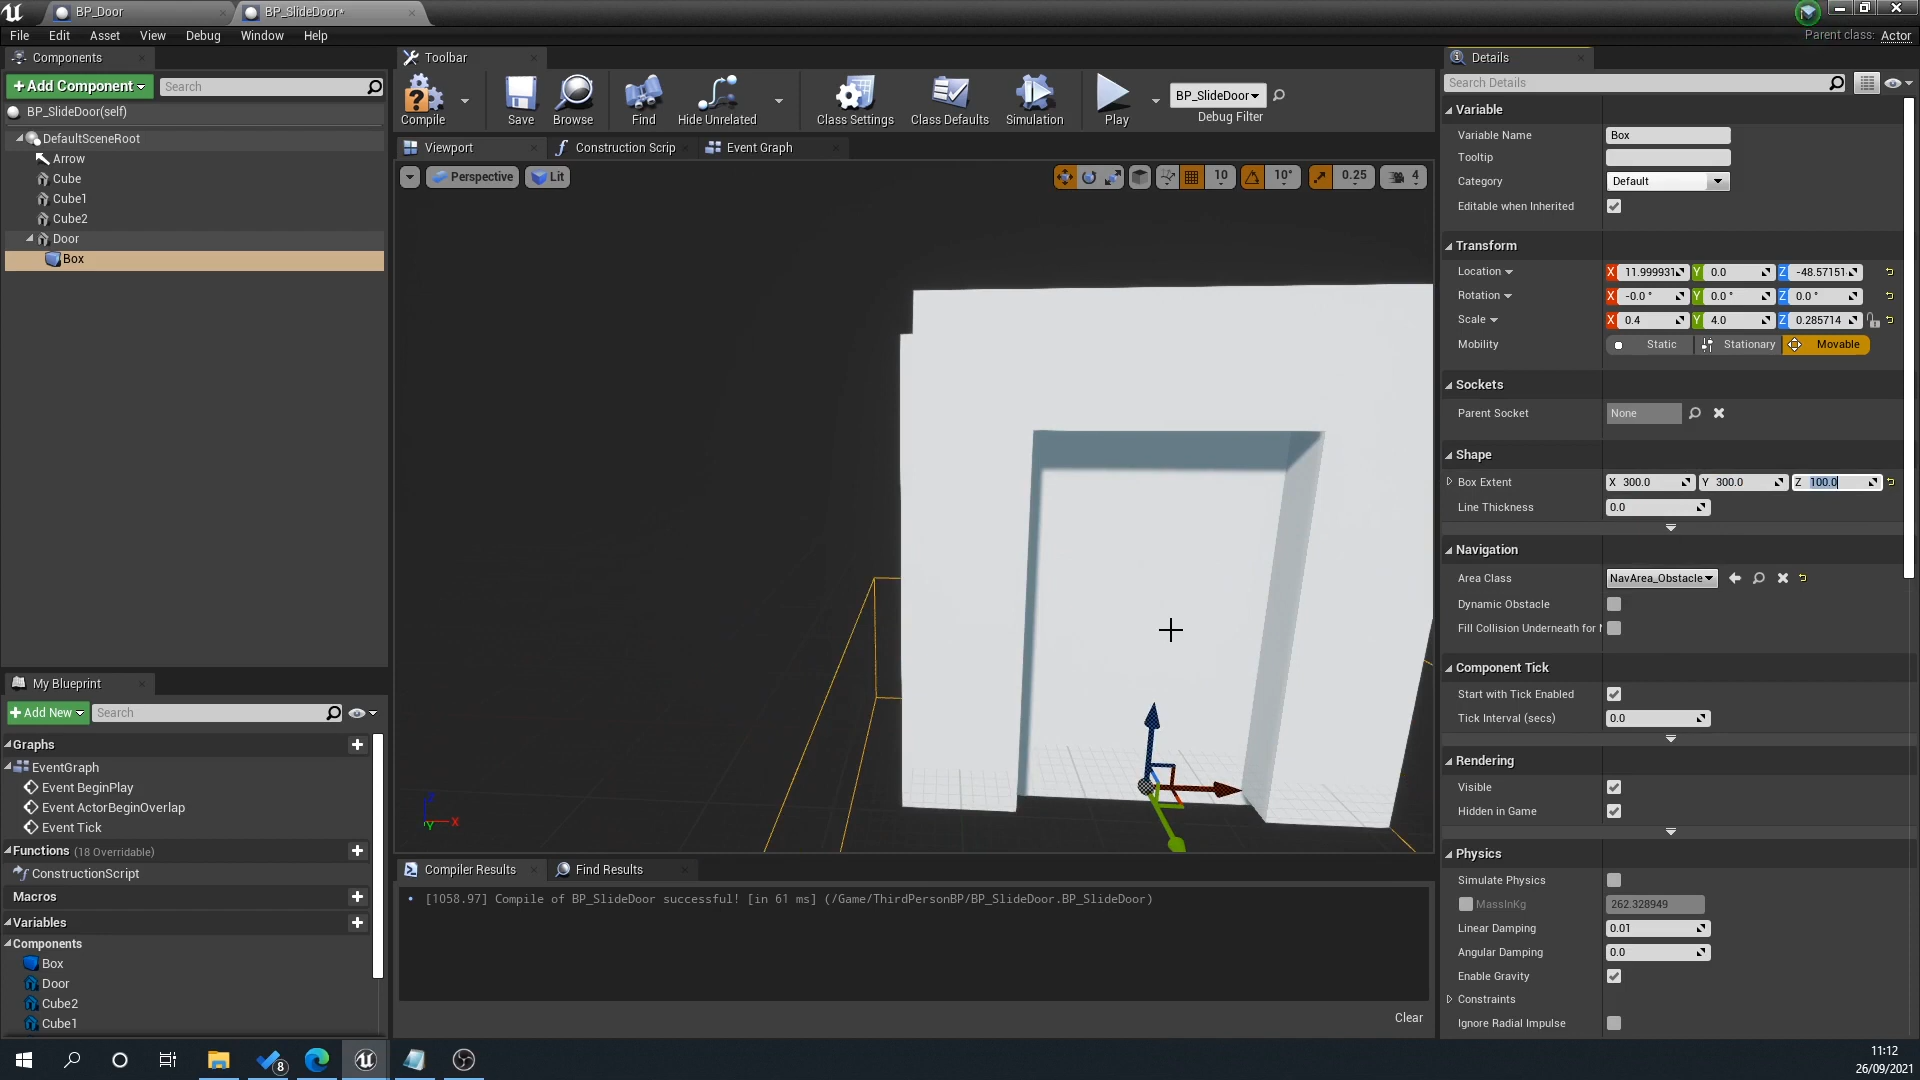 BP_Door
BP_SlideDoor*
File Edit Asset View Debug Window Help
Parent class: Actor
Components
+Add Component
Search
BP_SlideDoor(self)
DefaultSceneRoot
Arrow
Cube
Cube1
Cube2
Door
Box
My Blueprint
+Add New
Search
Graphs
EventGraph
Event BeginPlay
Event ActorBeginOverlap
Event Tick
Functions (18 Overridable)
ConstructionScript
Macros
Variables
Components
Box
Door
Cube2
Cube1
Toolbar
Compile
Save
Browse
Find
Hide Unrelated
Class Settings
Class Defaults
Simulation
Play
BP_SlideDoor
Debug Filter
Viewport
Construction Scrip
Event Graph
Perspective
Lit
10
10°
0.25
4
Z
X
Y
Compiler Results
Find Results
[1058.97] Compile of BP_SlideDoor successful! [in 61 ms] (/Game/ThirdPersonBP/BP_SlideDoor.BP_SlideDoor)
Clear
Details
Search Details
Variable
Variable Name Box
Tooltip
Category Default
Editable when Inherited
Transform
Location X 11.999931 Y 0.0 Z -48.57151
Rotation X -0.0 ° Y 0.0 ° Z 0.0 °
Scale X 0.4 Y 4.0 Z 0.285714
Mobility Static Stationary Movable
Sockets
Parent Socket None
Shape
Box Extent X 300.0 Y 300.0 Z 100.0
Line Thickness 0.0
Navigation
Area Class NavArea_Obstacle
Dynamic Obstacle
Fill Collision Underneath for
Component Tick
Start with Tick Enabled
Tick Interval (secs) 0.0
Rendering
Visible
Hidden in Game
Physics
Simulate Physics
MassInKg 262.328949
Linear Damping 0.01
Angular Damping 0.0
Enable Gravity
Constraints
Ignore Radial Impulse
8
11:12
26/09/2021